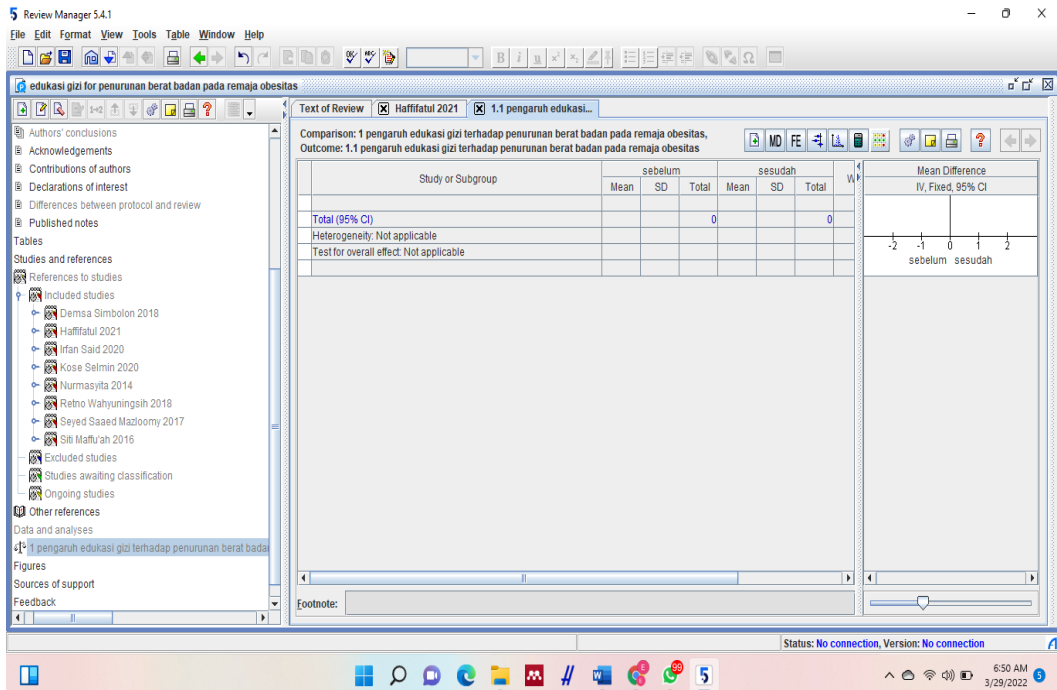 5 Review Manager 5.4.1
File Edit Format View Tools Table Window Help
MW#
B i u x² x₂ Ω
edukasi gizi for penurunan berat badan pada remaja obesitas
Text of Review Haffifatul 2021 1.1 pengaruh edukasi...
Authors' conclusions
Acknowledgements
Contributions of authors
Declarations of interest
Differences between protocol and review
Published notes
Tables
Studies and references
References to studies
Included studies
Demsa Simbolon 2018
Haffifatul 2021
Irfan Said 2020
Kose Selmin 2020
Nurmasyita 2014
Retno Wahyuningsih 2018
Seyed Saaed Mazloomy 2017
Siti Maffu'ah 2016
Excluded studies
Studies awaiting classification
Ongoing studies
Other references
Data and analyses
1 pengaruh edukasi gizi terhadap penurunan berat badan
Figures
Sources of support
Feedback
Comparison: 1 pengaruh edukasi gizi terhadap penurunan berat badan pada remaja obesitas,
Outcome: 1.1 pengaruh edukasi gizi terhadap penurunan berat badan pada remaja obesitas
MD FE ?
Study or Subgroup sebelum sesudah W
Mean SD Total Mean SD Total
Total (95% CI) 0 0
Heterogeneity: Not applicable
Test for overall effect: Not applicable
Mean Difference
IV, Fixed, 95% CI
-2 -1 0 1 2
sebelum sesudah
Footnote:
Status: No connection, Version: No connection
99
6:50 AM
3/29/2022 5